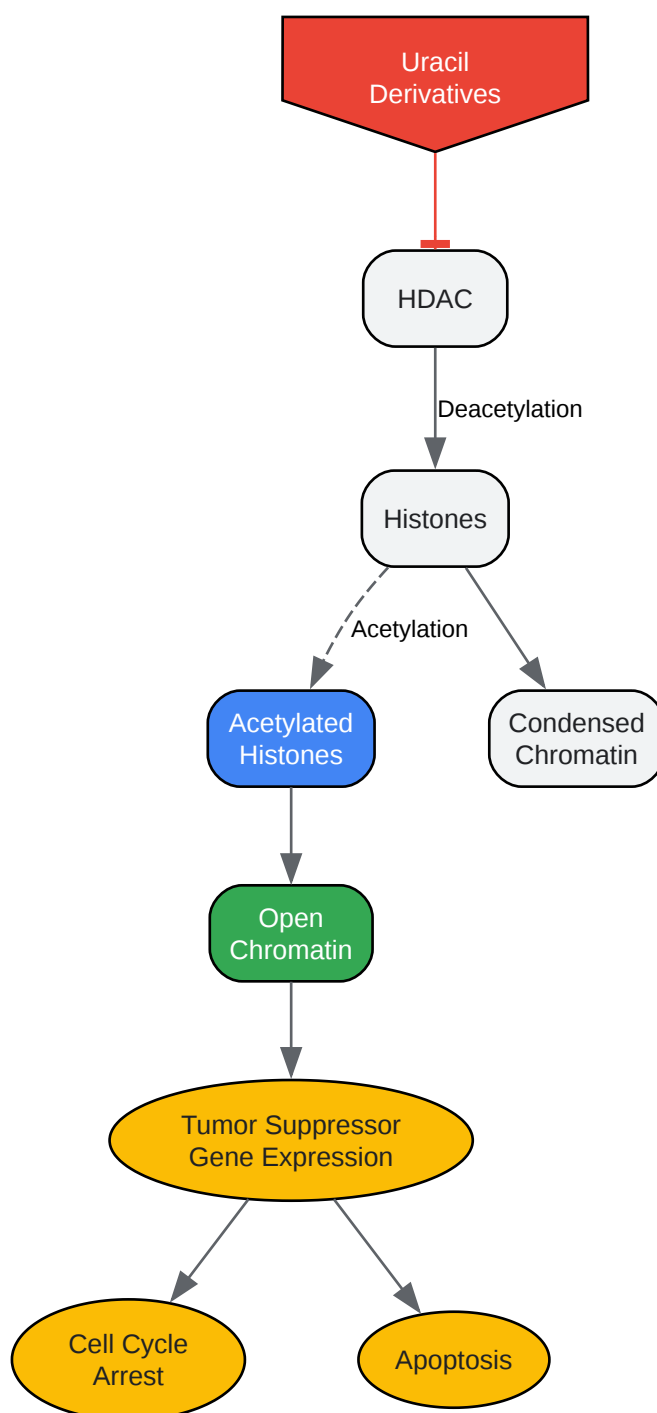 Uracil
Derivatives
HDAC
Deacetylation
Histones
Acetylation
Acetylated
Histones
Condensed
Chromatin
Open
Chromatin
Tumor Suppressor
Gene Expression
Cell Cycle
Arrest
Apoptosis